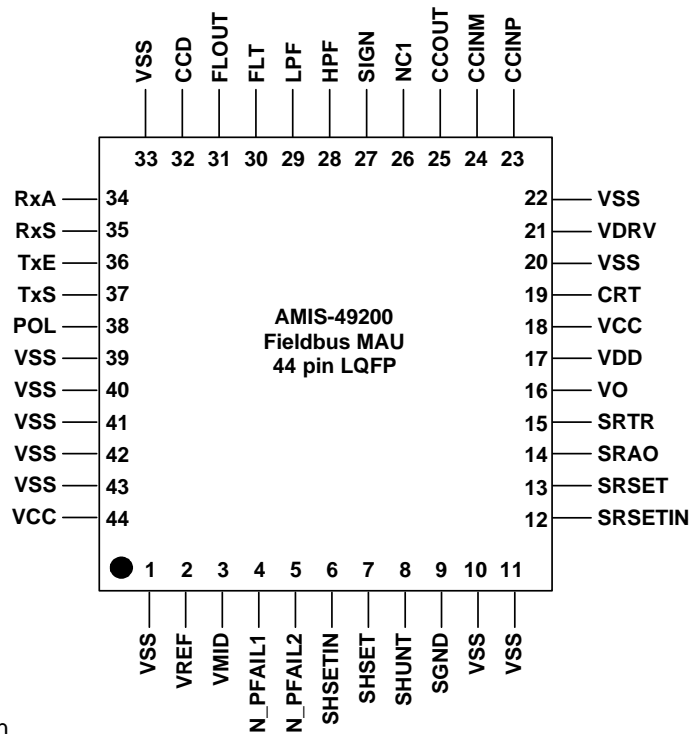 VSS CCD FLOUT FLT LPF HPF SIGN NC1 CCOUT CCINM CCINP
33 32 31 30 29 28 27 26 25 24 23
RxA 34
RxS 35
TxE 36
TxS 37
POL 38
VSS 39
VSS 40
VSS 41
VSS 42
VSS 43
VCC 44
AMIS-49200
Fieldbus MAU
44 pin LQFP
22 VSS
21 VDRV
20 VSS
19 CRT
18 VCC
17 VDD
16 VO
15 SRTR
14 SRAO
13 SRSET
12 SRSETIN
1 2 3 4 5 6 7 8 9 10 11
VSS VREF VMID N_PFAIL1 N_PFAIL2 SHSETIN SHSET SHUNT SGND VSS VSS